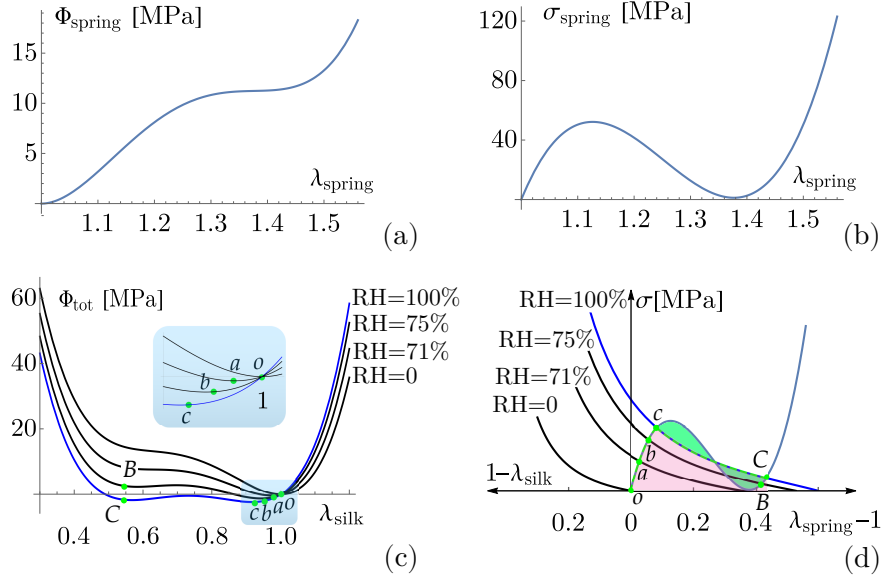 Φspring [MPa]
15
10
5
λspring
1.1 1.2 1.3 1.4 1.5
(a)
σspring [MPa]
120
80
40
λspring
1.1 1.2 1.3 1.4 1.5
(b)
Φtot [MPa]
60
40
20
RH=100%
RH=75%
RH=71%
RH=0
a o
b
c
1
B
C
c b a o
λsilk
0.4 0.6 0.8 1.0
(c)
RH=100%
σ[MPa]
RH=75%
RH=71%
RH=0
c
b
a
o
C
B
1−λsilk
0.2 0 0.2 0.4
λspring−1
(d)